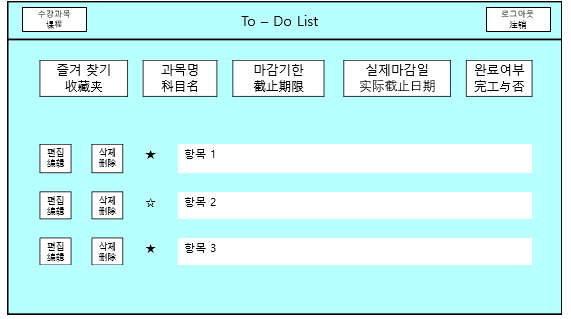 수강과목
课程
To – Do List
로그아웃
注销
즐겨 찾기
收藏夹
과목명
科目名
마감기한
截止期限
실제마감일
实际截止日期
완료여부
完工与否
편집
编辑
삭제
删除
★
항목 1
편집
编辑
삭제
删除
☆
항목 2
편집
编辑
삭제
删除
★
항목 3